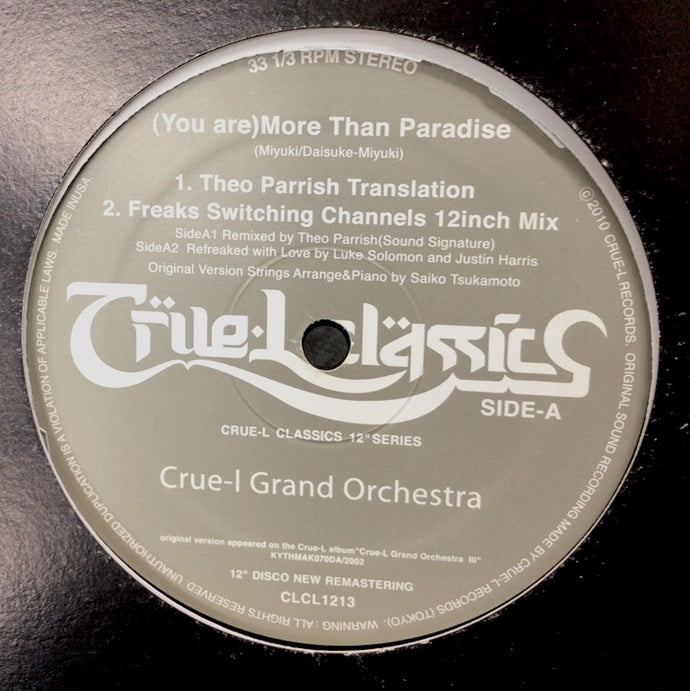 33 1/3 RPM STEREO
(You are)More Than Paradise
(Miyuki/Daisuke-Miyuki)
1. Theo Parrish Translation
2. Freaks Switching Channels 12inch Mix
SideA1 Remixed by Theo Parrish(Sound Signature)
SideA2 Refreaked with Love by Luke Solomon and Justin Harris
Original Version Strings Arrange&Piano by Saiko Tsukamoto
Crüe-L clässics
SIDE-A
CRUE-L CLASSICS 12" SERIES
Crue-l Grand Orchestra
original version appeared on the Crue-L album"Crue-L Grand Orchestra III"
KYTHMAK070DA/2002
12" DISCO NEW REMASTERING
CLCL1213
©2010 CRUE-L RECORDS. ORIGINAL SOUND RECORDING MADE BY CRUE-L RECORDS (TOKYO). WARNING : ALL RIGHTS RESERVED. UNAUTHORIZED DUPLICATION IS A VIOLATION OF APPLICABLE LAWS. MADE INUSA